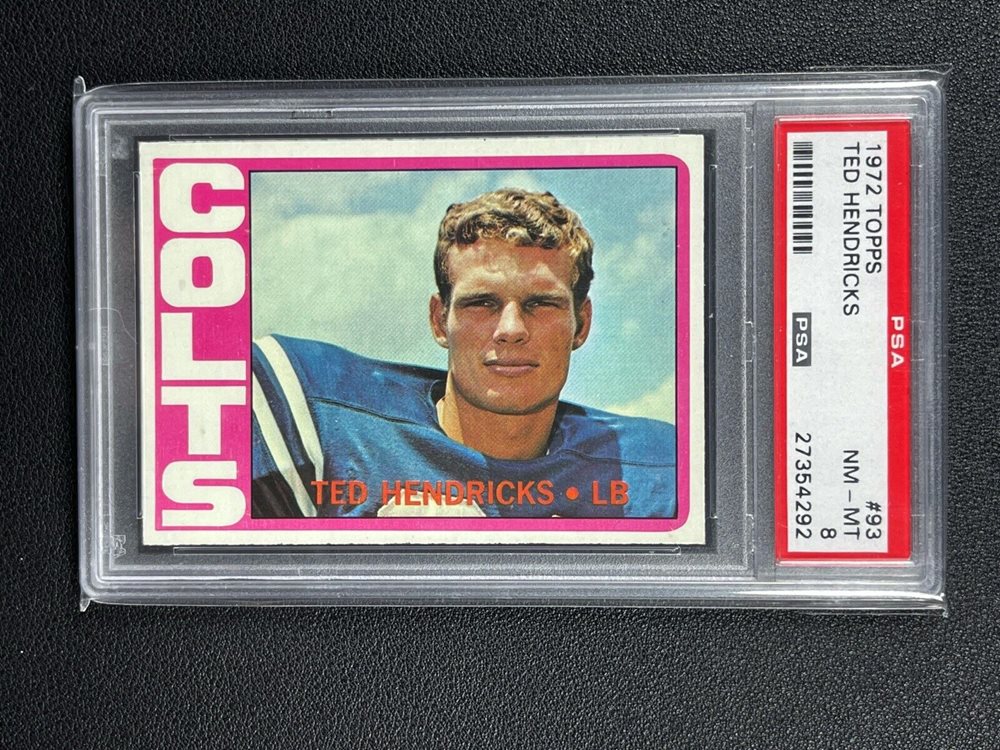 COLTS
TED HENDRICKS • LB
PSA
1972 TOPPS #93
TED HENDRICKS NM – MT
8
PSA 27354292